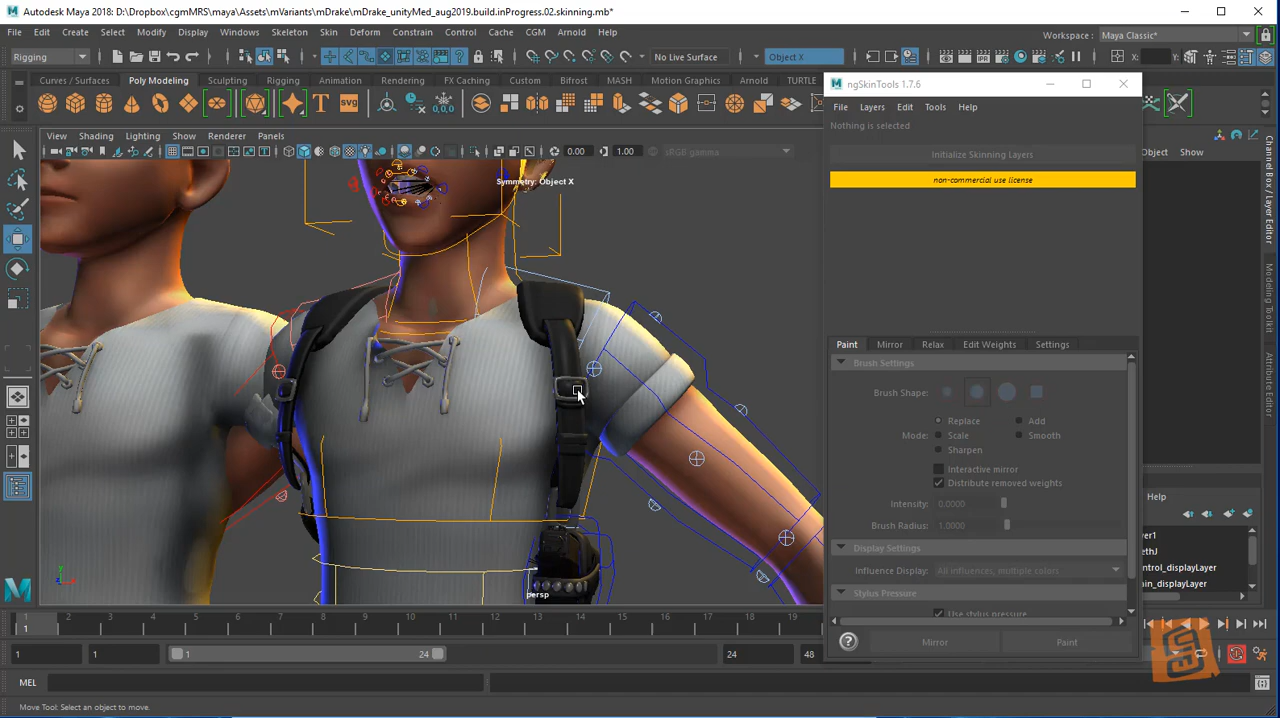 Autodesk Maya 2018: D:\Dropbox\cgmMRS\maya\Assets\mVariants\mDrake\mDrake_unityMed_aug2019.build.inProgress.02.skinning.mb*
File Edit Create Select Modify Display Windows Skeleton Skin Deform Constrain Control Cache CGM Arnold Help
Workspace: Maya Classic*
Rigging
No Live Surface
Object X
Curves / Surfaces Poly Modeling Sculpting Rigging Animation Rendering FX Caching Custom Bifrost MASH Motion Graphics Arnold TURTLE
View Shading Lighting Show Renderer Panels
0.00 1.00 sRGB gamma
Symmetry: Object X
persp
ngSkinTools 1.7.6
File Layers Edit Tools Help
Nothing is selected
Initialize Skinning Layers
non-commercial use license
Paint Mirror Relax Edit Weights Settings
Brush Settings
Brush Shape:
Replace Add
Mode: Scale Smooth
Sharpen
Interactive mirror
Distribute removed weights
Intensity: 0.0000
Brush Radius: 1.0000
Display Settings
Influence Display: All influences, multiple colors
Stylus Pressure
Use stylus pressure
Mirror Paint
Object Show
Channel Box / Layer Editor
Modeling Toolkit
Attribute Editor
Help
1 2 3 4 5 6 7 8 9 10 11 12 13 14 15 16 17 18 19 20 21 22 23
1
1 1 1 24 24 48
MEL
Move Tool: Select an object to move.